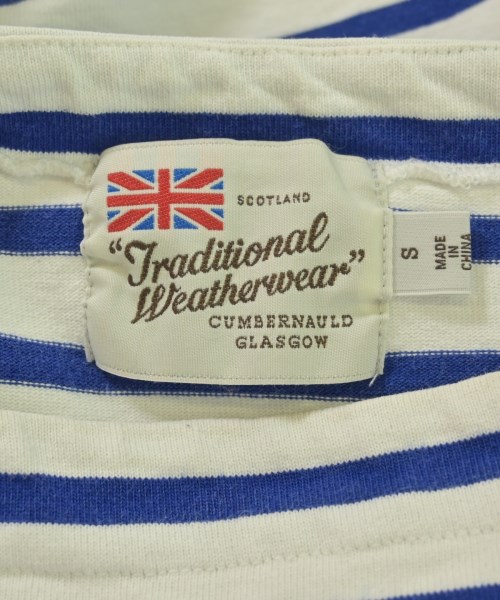 SCOTLAND
"Traditional
Weatherwear"
CUMBERNAULD
GLASGOW
S
MADE
IN
CHINA